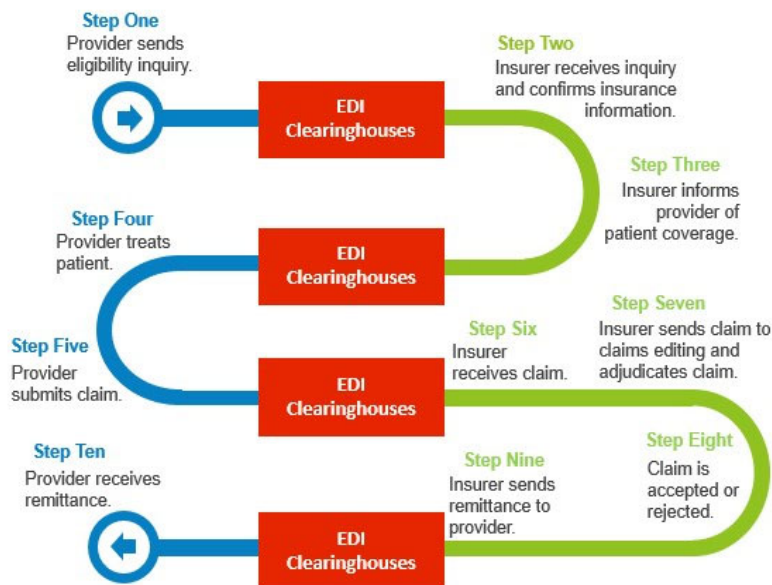 Step One
Provider sends
eligibility inquiry.
EDI
Clearinghouses
Step Two
Insurer receives inquiry
and confirms insurance
information.
Step Three
Insurer informs
provider of
patient coverage.
Step Four
Provider treats
patient.
EDI
Clearinghouses
Step Five
Provider
submits claim.
EDI
Clearinghouses
Step Six
Insurer
receives claim.
Step Seven
Insurer sends claim to
claims editing and
adjudicates claim.
Step Eight
Claim is
accepted or
rejected.
Step Nine
Insurer sends
remittance to
provider.
EDI
Clearinghouses
Step Ten
Provider receives
remittance.